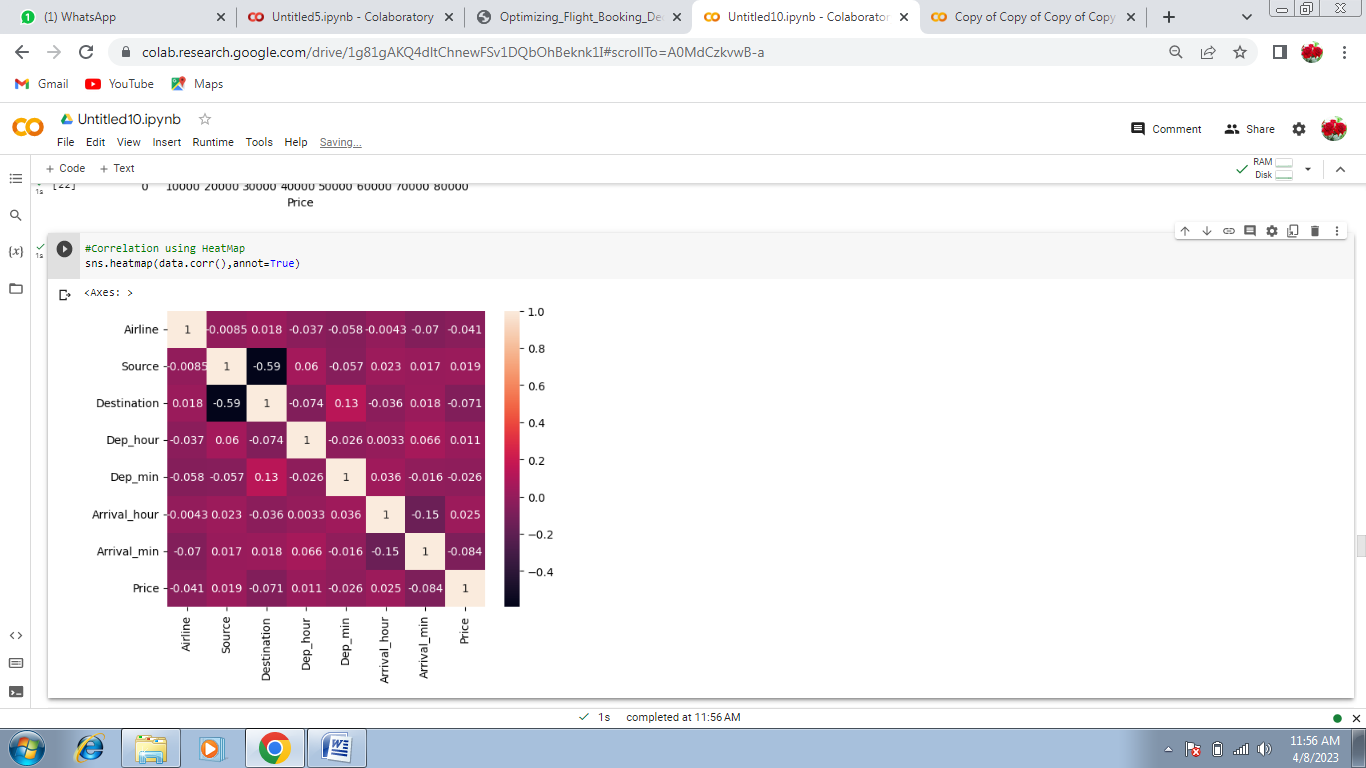 (1) WhatsApp
Untitled5.ipynb - Colaboratory
Optimizing_Flight_Booking_De
Untitled10.ipynb - Colaborator
Copy of Copy of Copy of Copy
colab.research.google.com/drive/1g81gAKQ4dItChnewFSv1DQbOhBeknk1I#scrollTo=A0MdCzkvwB-a
Gmail YouTube Maps
Untitled10.ipynb
File Edit View Insert Runtime Tools Help Saving...
Comment Share
+ Code + Text
RAM
Disk
1s [22]
0 10000 20000 30000 40000 50000 60000 70000 80000
Price
1s
#Correlation using HeatMap
sns.heatmap(data.corr(),annot=True)
<Axes: >
Airline 1 -0.0085 0.018 -0.037 -0.058 -0.0043 -0.07 -0.041
Source -0.0085 1 -0.59 0.06 -0.057 0.023 0.017 0.019
Destination 0.018 -0.59 1 -0.074 0.13 -0.036 0.018 -0.071
Dep_hour -0.037 0.06 -0.074 1 -0.026 0.0033 0.066 0.011
Dep_min -0.058 -0.057 0.13 -0.026 1 0.036 -0.016 -0.026
Arrival_hour -0.0043 0.023 -0.036 0.0033 0.036 1 -0.15 0.025
Arrival_min -0.07 0.017 0.018 0.066 -0.016 -0.15 1 -0.084
Price -0.041 0.019 -0.071 0.011 -0.026 0.025 -0.084 1
Airline Source Destination Dep_hour Dep_min Arrival_hour Arrival_min Price
1.0
0.8
0.6
0.4
0.2
0.0
−0.2
−0.4
1s completed at 11:56 AM
11:56 AM
4/8/2023